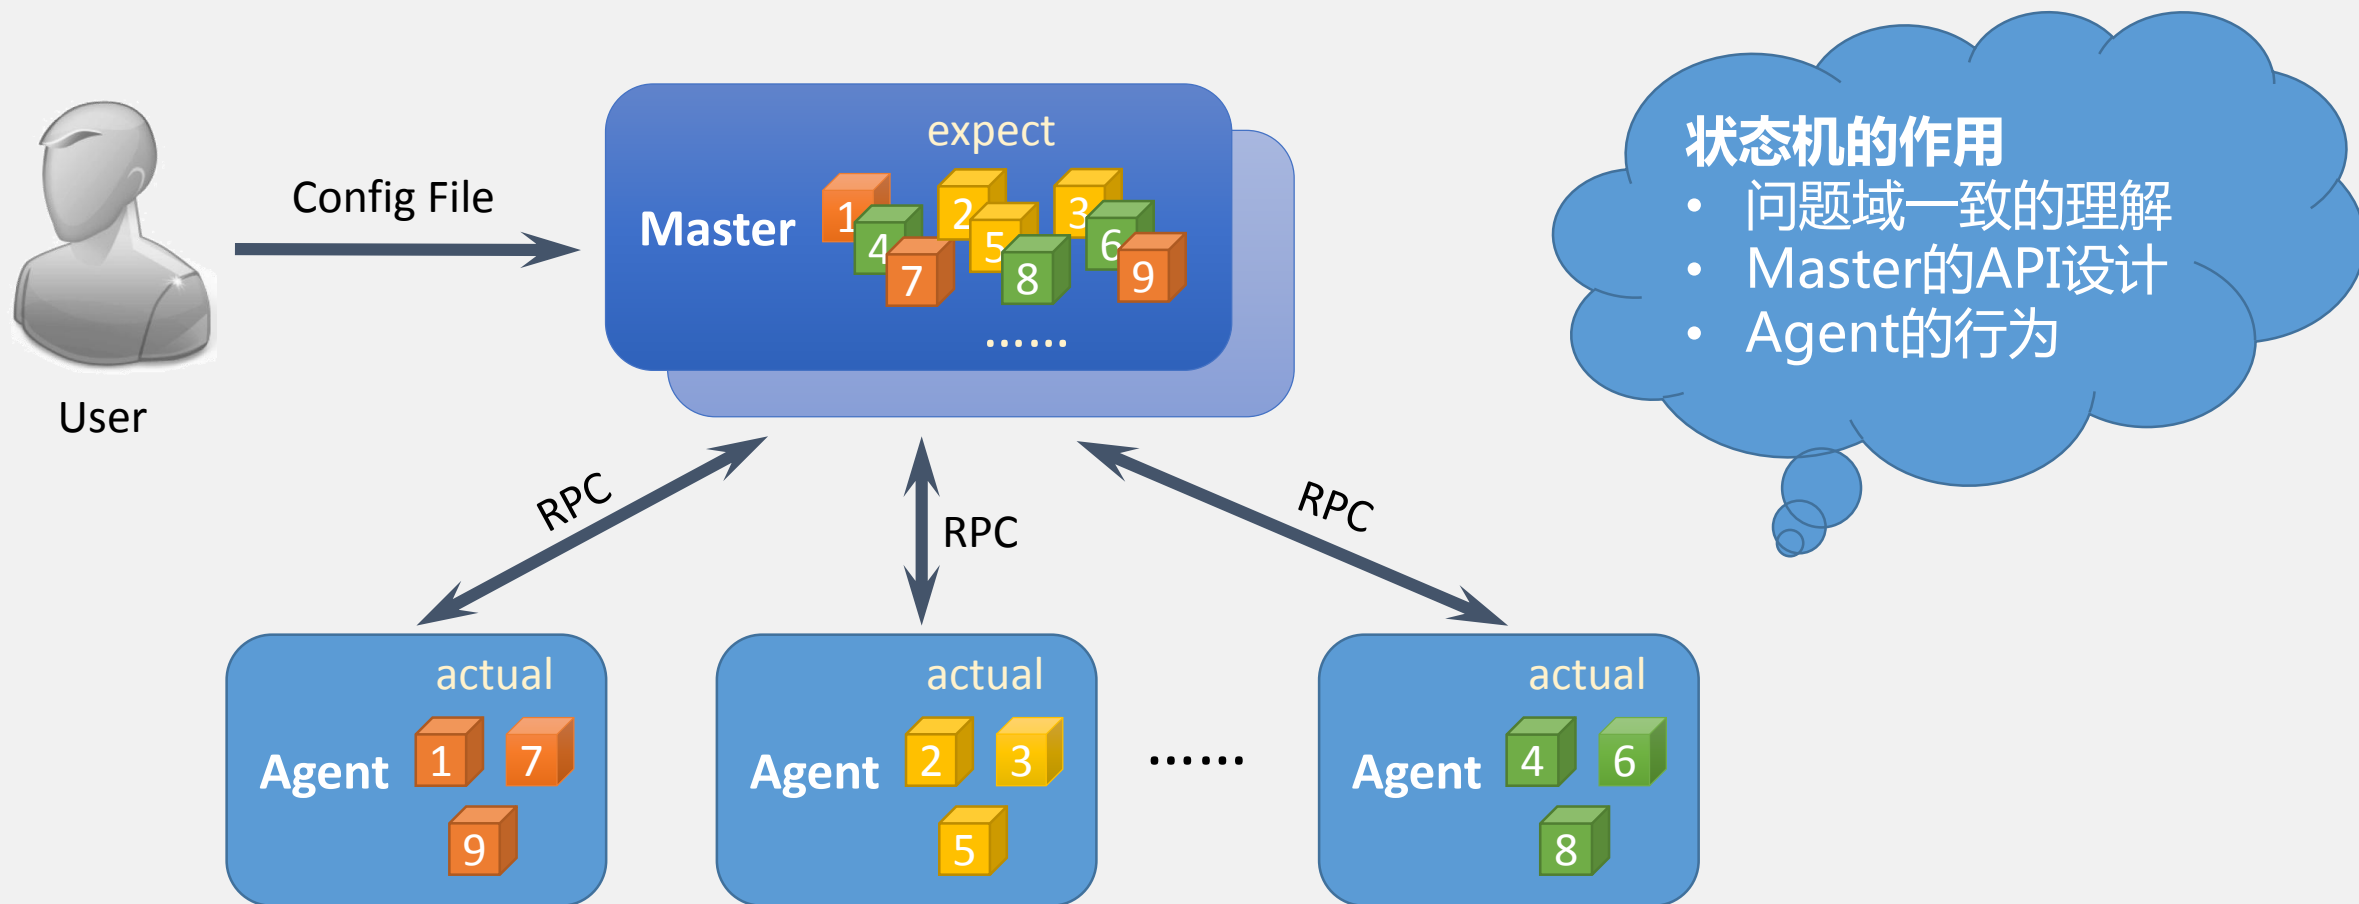 User
Config File
Master
expect
1 2 3
4 5 6
7 8 9
......
状态机的作用
• 问题域一致的理解
• Master的API设计
• Agent的行为
RPC
RPC
RPC
Agent
actual
1 7
9
Agent
actual
2 3
5
......
Agent
actual
4 6
8